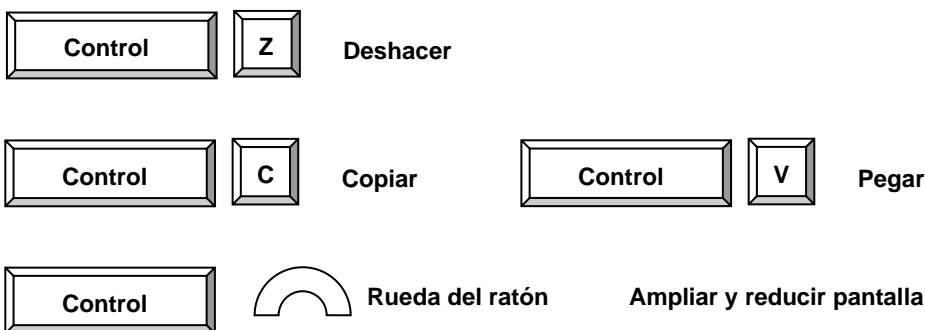 Control Z Deshacer
Control C Copiar Control V Pegar
Control Rueda del ratón Ampliar y reducir pantalla